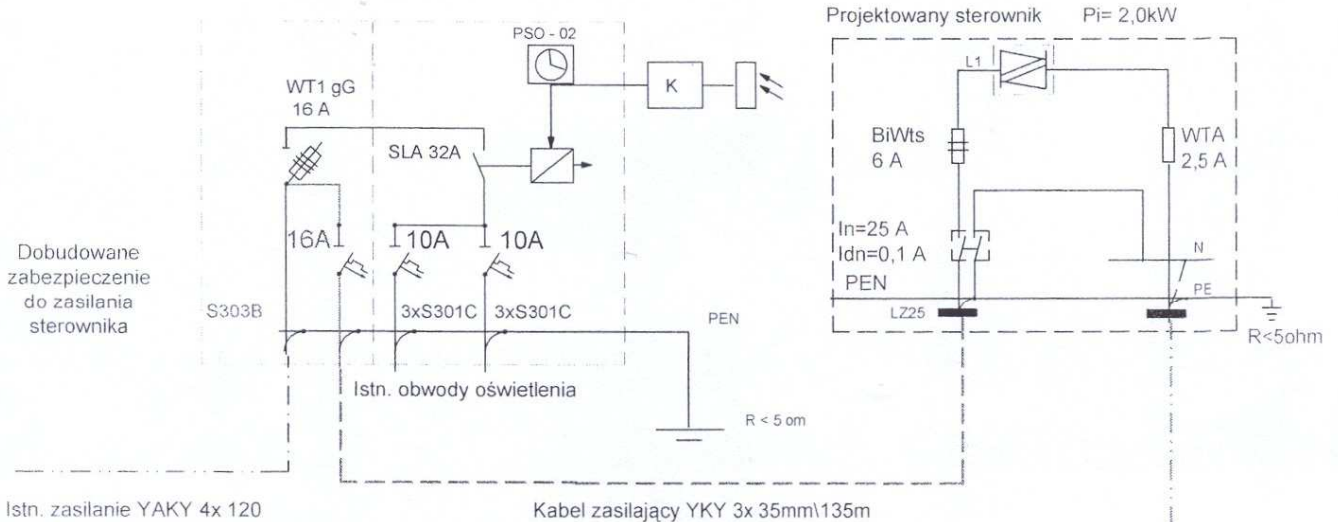 Projektowany sterownik Pi= 2,0kW
PSO - 02
L1
WT1 gG
16 A
K
SLA 32A
BiWts
6 A
WTA
2,5 A
16A
10A
10A
In=25 A
Idn=0,1 A
N
Dobudowane
zabezpieczenie
do zasilania
sterownika
PEN
PE
S303B
3xS301C
3xS301C
PEN
LZ25
R<5ohm
Istn. obwody oświetlenia
R < 5 om
Istn. zasilanie YAKY 4x 120
Kabel zasilający YKY 3x 35mm\135m